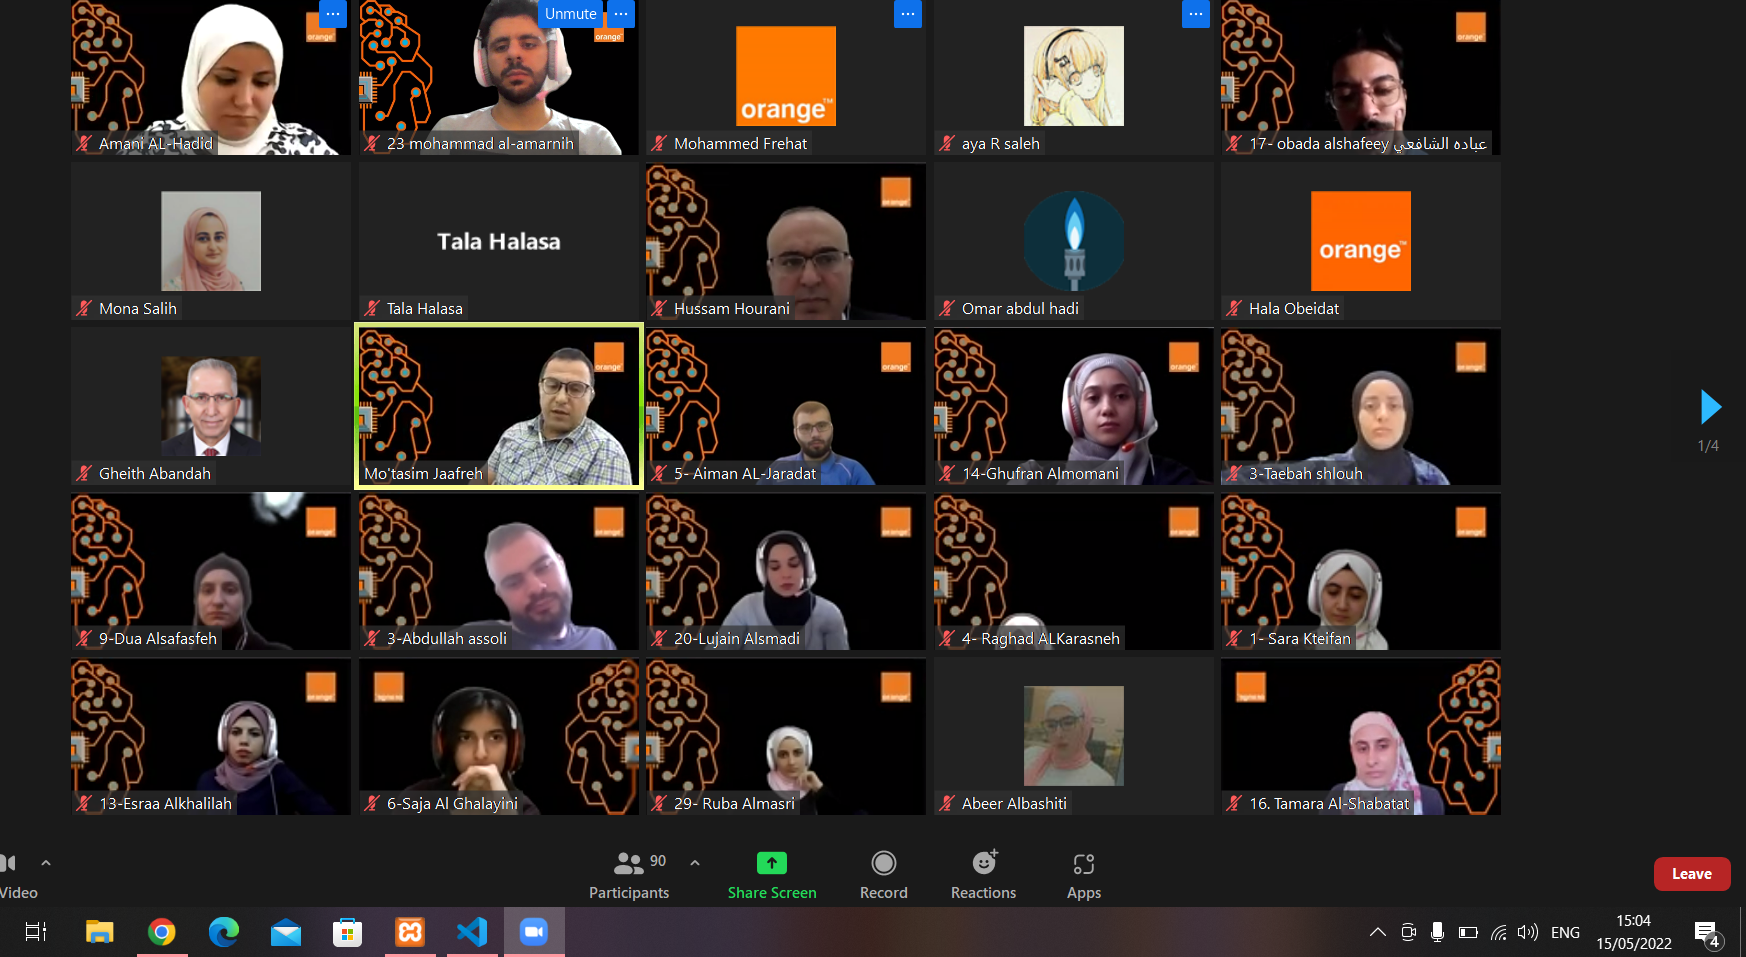 Unmute
orange
orange
orange™
orange
Amani AL-Hadid
23 mohammad al-amarnih
Mohammed Frehat
aya R saleh
17- obada alshafeey عباده الشافعي
orange
Tala Halasa
orange™
Mona Salih
Tala Halasa
Hussam Hourani
Omar abdul hadi
Hala Obeidat
orange
orange
orange
orange
Gheith Abandah
Mo'tasim Jaafreh
5- Aiman AL-Jaradat
14-Ghufran Almomani
3-Taebah shlouh
1/4
orange
orange
orange
orange
orange
9-Dua Alsafasfeh
3-Abdullah assoli
20-Lujain Alsmadi
4- Raghad ALKarasneh
1- Sara Kteifan
orange
orange
orange
orange
13-Esraa Alkhalilah
6-Saja Al Ghalayini
29- Ruba Almasri
Abeer Albashiti
16. Tamara Al-Shabatat
90
Video
Participants
Share Screen
Record
Reactions
Apps
Leave
ENG
15:04
15/05/2022
4